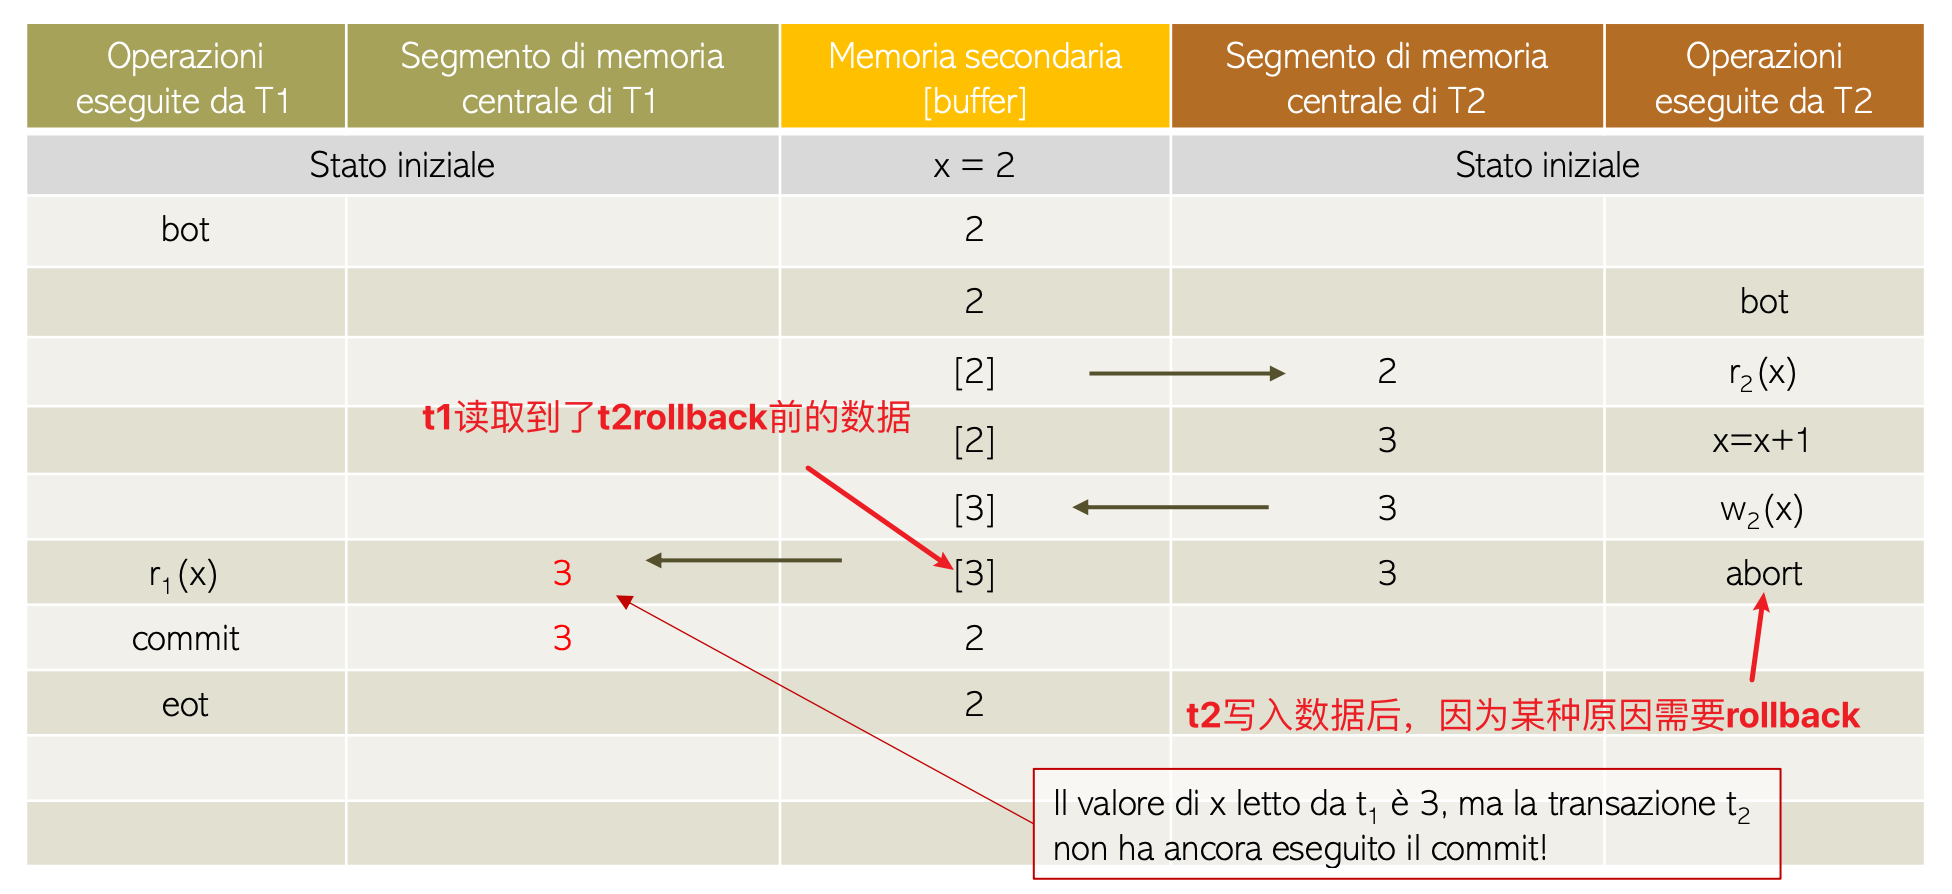 Operazioni
eseguite da T1
Segmento di memoria
centrale di T1
Memoria secondaria
[buffer]
Segmento di memoria
centrale di T2
Operazioni
eseguite da T2
Stato iniziale
x = 2
Stato iniziale
bot
2
2
bot
[2]
2
r₂(x)
t1读取到了t2rollback前的数据
[2]
3
x=x+1
[3]
3
w₂(x)
r₁(x)
3
[3]
3
abort
commit
3
2
eot
2
t2写入数据后，因为某种原因需要rollback
Il valore di x letto da t₁ è 3, ma la transazione t₂
non ha ancora eseguito il commit!